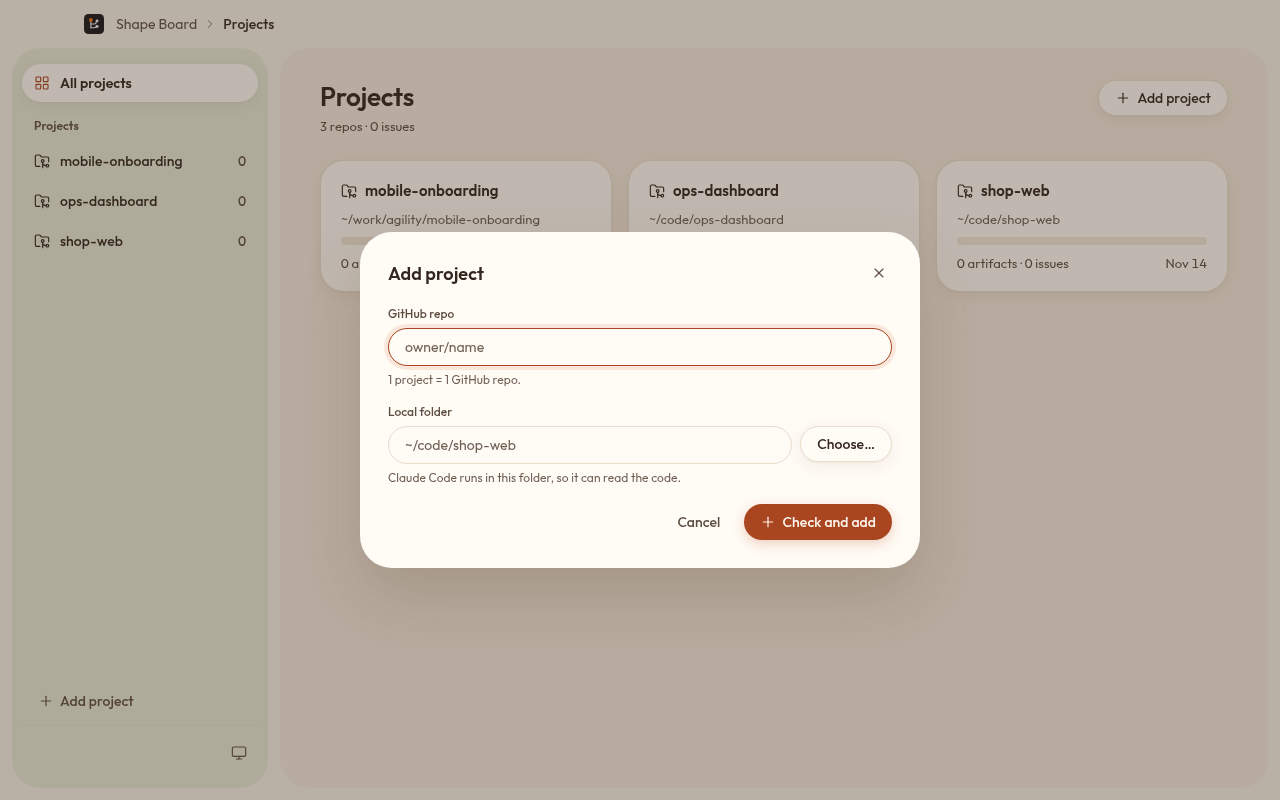 Shape Board > Projects
All projects
Projects
mobile-onboarding 0
ops-dashboard 0
shop-web 0
Add project
Projects
3 repos · 0 issues
Add project
mobile-onboarding
~/work/agility/mobile-onboarding
0 a
ops-dashboard
~/code/ops-dashboard
shop-web
~/code/shop-web
0 artifacts · 0 issues Nov 14
Add project
GitHub repo
owner/name
1 project = 1 GitHub repo.
Local folder
~/code/shop-web Choose...
Claude Code runs in this folder, so it can read the code.
Cancel Check and add